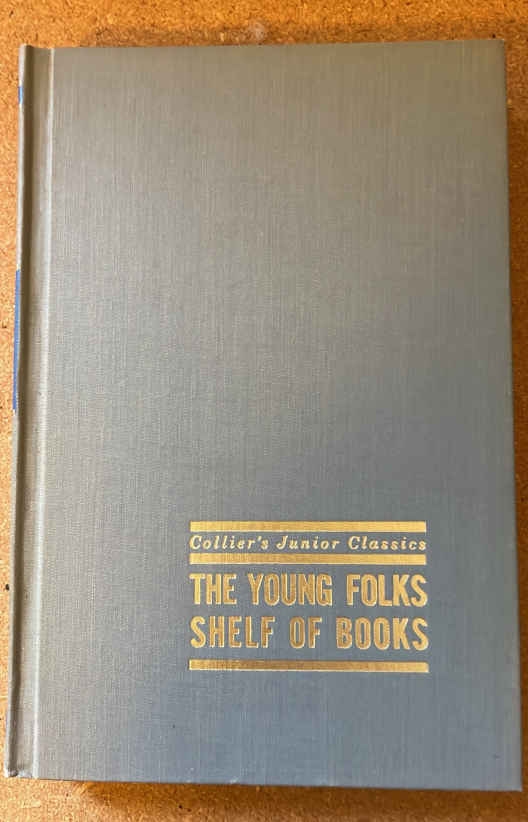 Collier's Junior Classics
THE YOUNG FOLKS
SHELF OF BOOKS